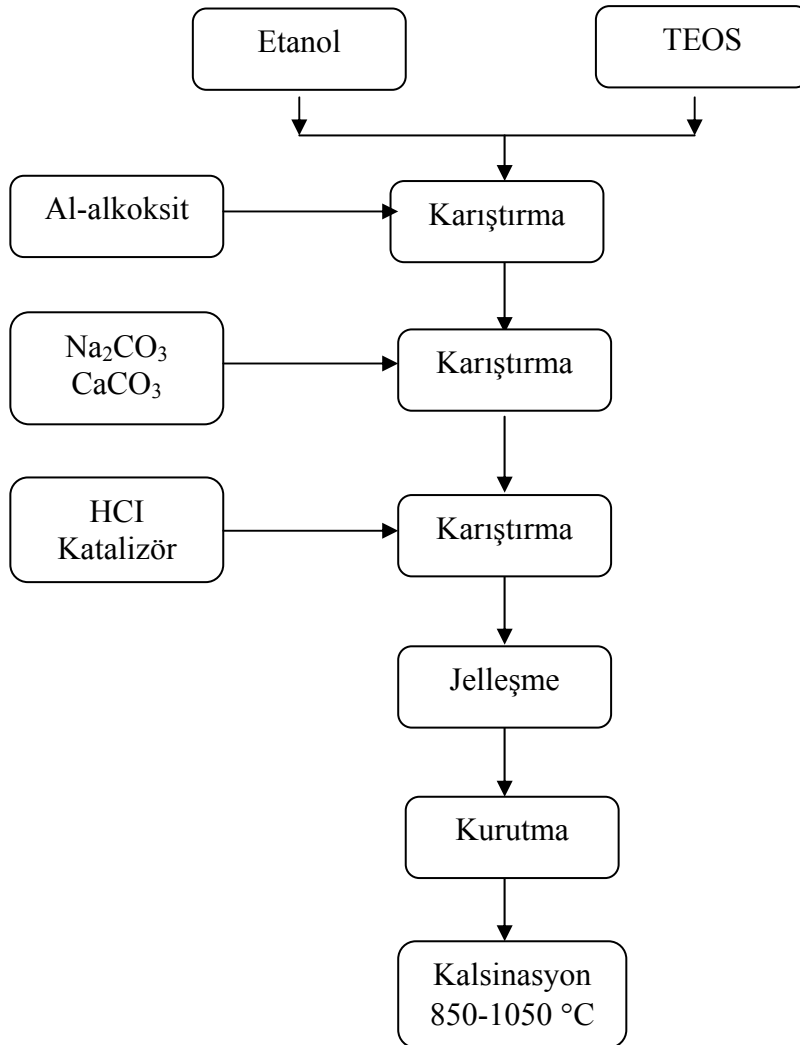 Etanol
TEOS
Al-alkoksit
Karıştırma
Na₂CO₃
CaCO₃
Karıştırma
HCI
Katalizör
Karıştırma
Jelleşme
Kurutma
Kalsinasyon
850-1050 °C